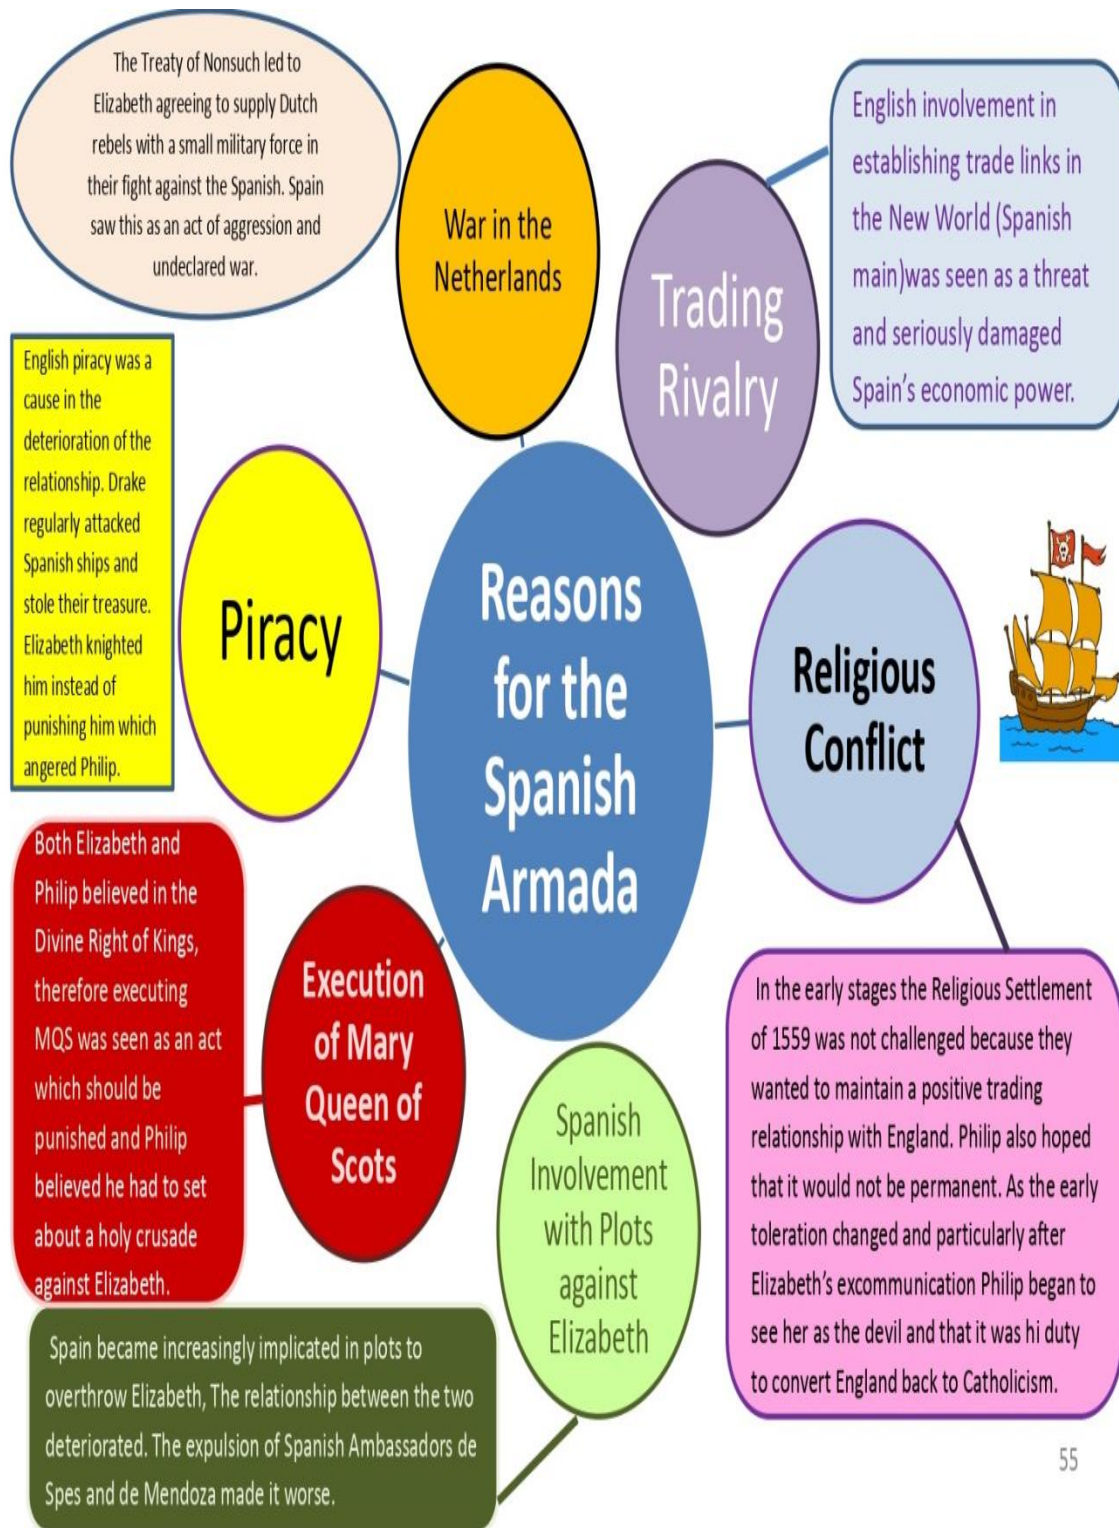 The Treaty of Nonsuch led to
Elizabeth agreeing to supply Dutch
rebels with a small military force in
their fight against the Spanish. Spain
saw this as an act of aggression and
undeclared war.
War in the
Netherlands
Trading
Rivalry
English involvement in
establishing trade links in
the New World (Spanish
main)was seen as a threat
and seriously damaged
Spain's economic power.
English piracy was a
cause in the
deterioration of the
relationship. Drake
regularly attacked
Spanish ships and
stole their treasure.
Elizabeth knighted
him instead of
punishing him which
angered Philip.
Piracy
Reasons
for the
Spanish
Armada
Religious
Conflict
Both Elizabeth and
Philip believed in the
Divine Right of Kings,
therefore executing
MQS was seen as an act
which should be
punished and Philip
believed he had to set
about a holy crusade
against Elizabeth.
Execution
of Mary
Queen of
Scots
Spanish
Involvement
with Plots
against
Elizabeth
In the early stages the Religious Settlement
of 1559 was not challenged because they
wanted to maintain a positive trading
relationship with England. Philip also hoped
that it would not be permanent. As the early
toleration changed and particularly after
Elizabeth's excommunication Philip began to
see her as the devil and that it was hi duty
to convert England back to Catholicism.
Spain became increasingly implicated in plots to
overthrow Elizabeth, The relationship between the two
deteriorated. The expulsion of Spanish Ambassadors de
Spes and de Mendoza made it worse.
55